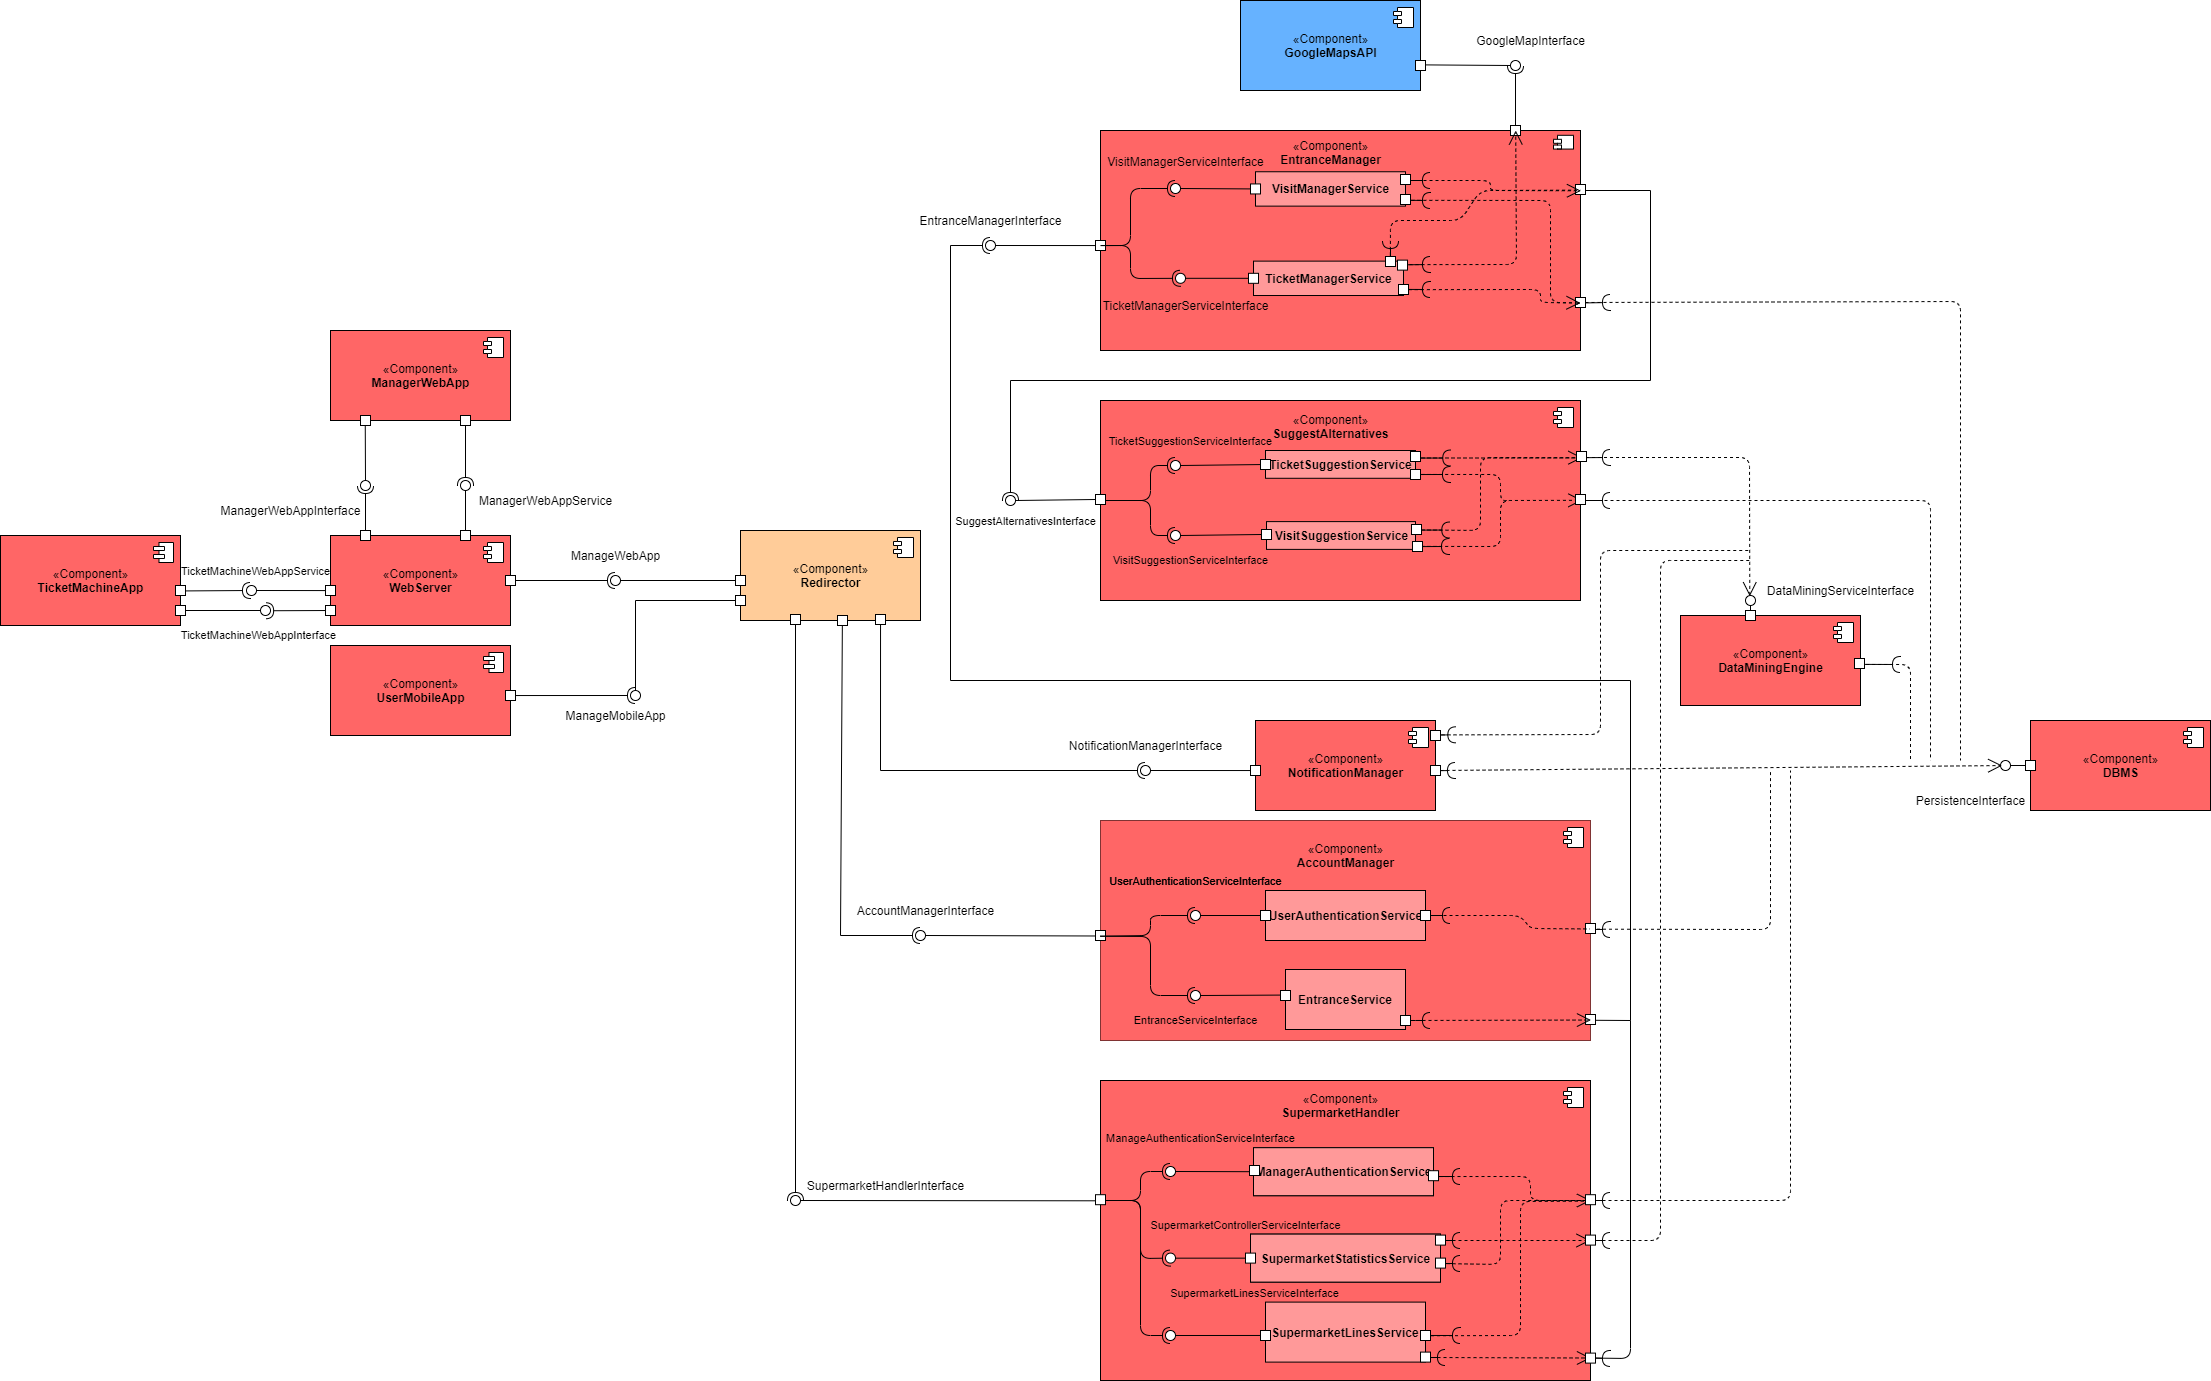 «Component»
GoogleMapsAPI
GoogleMapInterface
«Component»
EntranceManager
VisitManagerServiceInterface
VisitManagerService
EntranceManagerInterface
TicketManagerService
TicketManagerServiceInterface
«Component»
ManagerWebApp
«Component»
SuggestAlternatives
TicketSuggestionServiceInterface
TicketSuggestionService
ManagerWebAppInterface
ManagerWebAppService
SuggestAlternativesInterface
VisitSuggestionService
VisitSuggestionServiceInterface
«Component»
TicketMachineApp
TicketMachineWebAppService
TicketMachineWebAppInterface
«Component»
WebServer
ManageWebApp
«Component»
Redirector
DataMiningServiceInterface
«Component»
DataMiningEngine
«Component»
UserMobileApp
ManageMobileApp
NotificationManagerInterface
«Component»
NotificationManager
«Component»
DBMS
PersistenceInterface
«Component»
AccountManager
UserAuthenticationServiceInterface
UserAuthenticationService
AccountManagerInterface
EntranceService
EntranceServiceInterface
«Component»
SupermarketHandler
ManageAuthenticationServiceInterface
ManagerAuthenticationService
SupermarketHandlerInterface
SupermarketControllerServiceInterface
SupermarketStatisticsService
SupermarketLinesServiceInterface
SupermarketLinesService